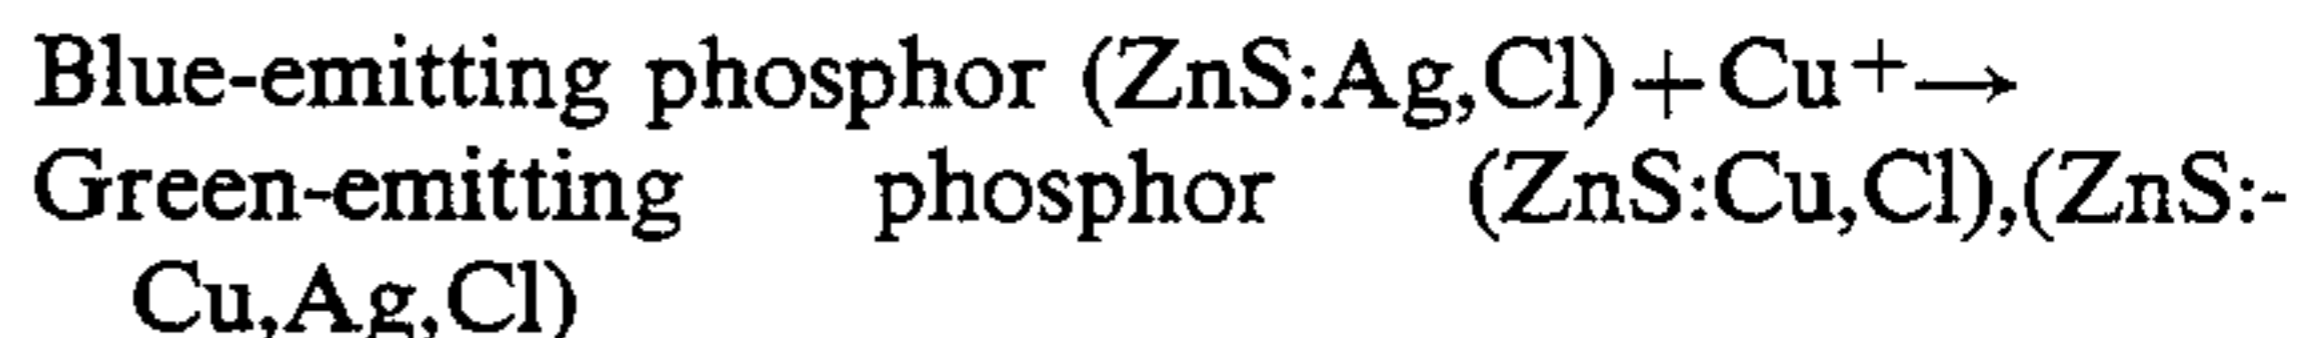 Blue-emitting phosphor (ZnS:Ag,Cl)+Cu⁺→
Green-emitting phosphor (ZnS:Cu,Cl),(ZnS:-
Cu,Ag,Cl)